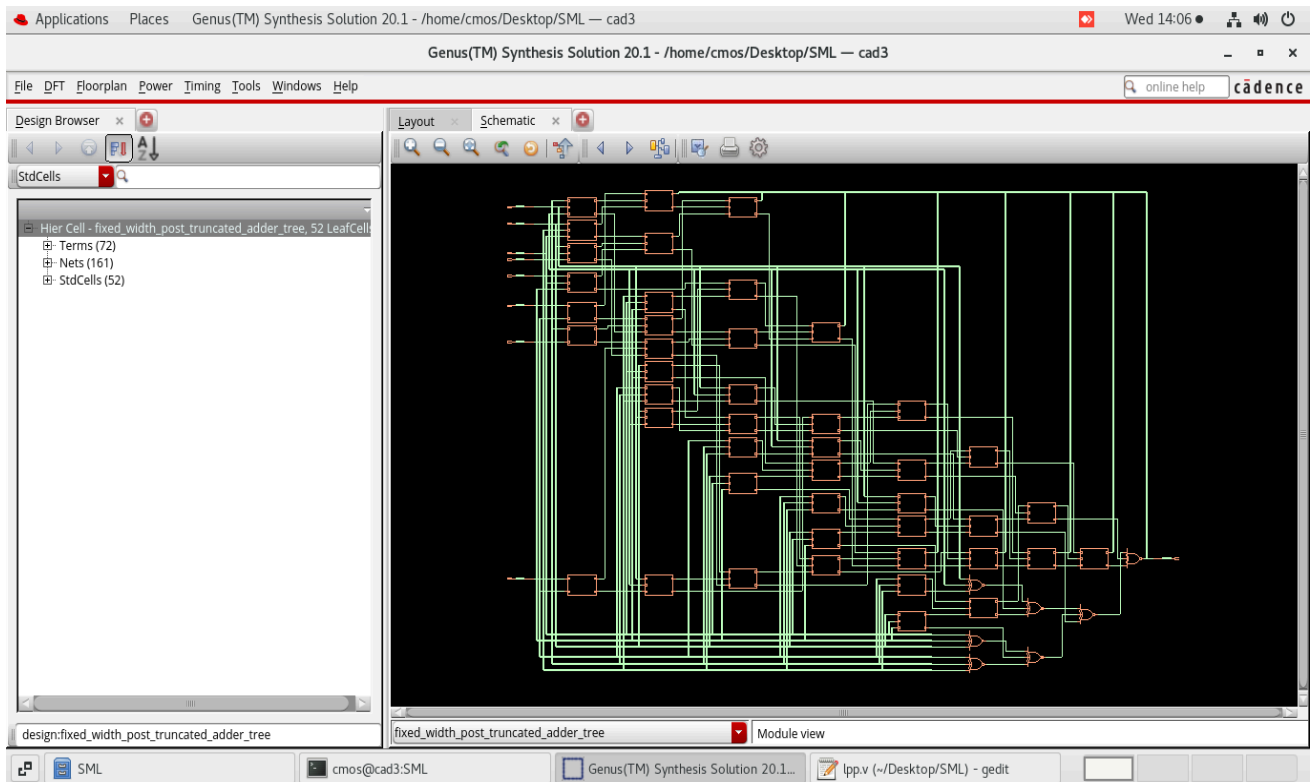 Applications Places Genus(TM) Synthesis Solution 20.1 - /home/cmos/Desktop/SML — cad3 Wed 14:06
Genus(TM) Synthesis Solution 20.1 - /home/cmos/Desktop/SML — cad3
File DFT Floorplan Power Timing Tools Windows Help online help cādence
Design Browser Layout Schematic
StdCells
Hier Cell - fixed_width_post_truncated_adder_tree, 52 LeafCell
Terms (72)
Nets (161)
StdCells (52)
design:fixed_width_post_truncated_adder_tree fixed_width_post_truncated_adder_tree Module view
SML cmos@cad3:SML Genus(TM) Synthesis Solution 20.1... lpp.v (~/Desktop/SML) - gedit